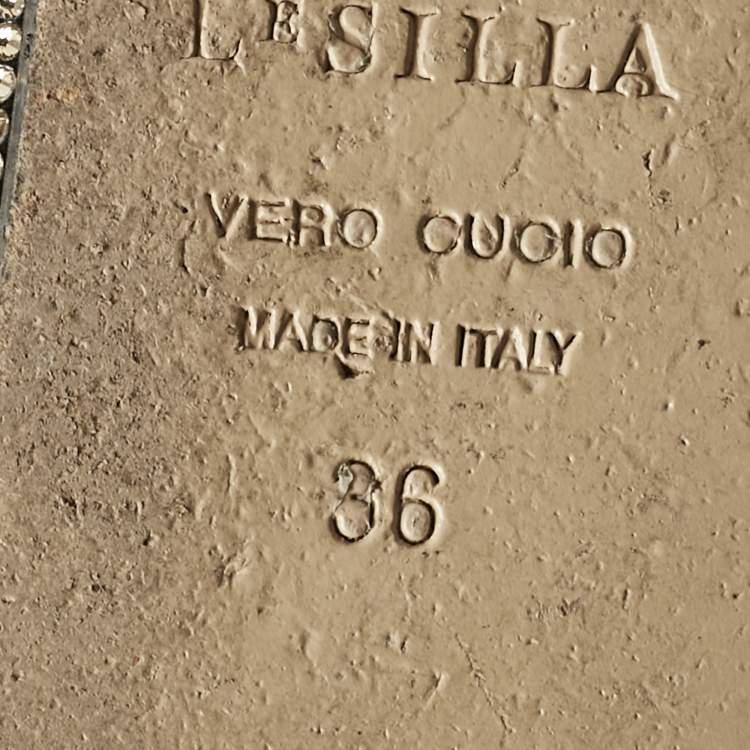 LE SILLA
VERO CUOIO
MADE IN ITALY
36